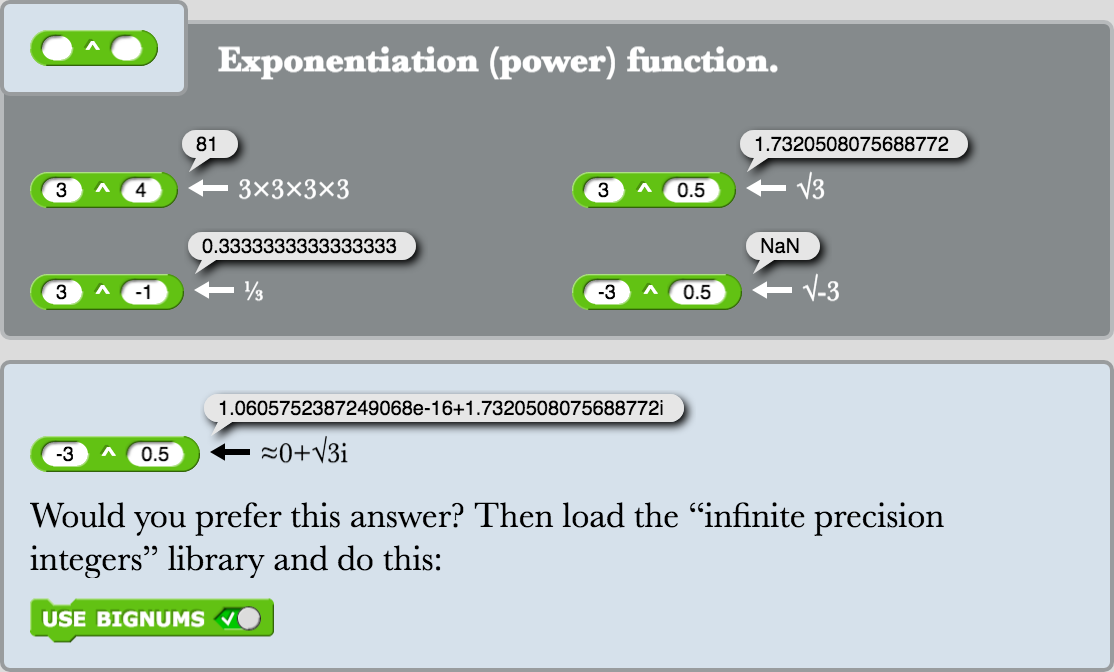 ^
Exponentiation (power) function.
81
3 ^ 4 3×3×3×3
1.7320508075688772
3 ^ 0.5 √3
0.3333333333333333
3 ^ -1 ⅓
NaN
-3 ^ 0.5 √-3
1.0605752387249068e-16+1.7320508075688772i
-3 ^ 0.5 ≈0+√3i
Would you prefer this answer? Then load the “infinite precision
integers” library and do this:
USE BIGNUMS